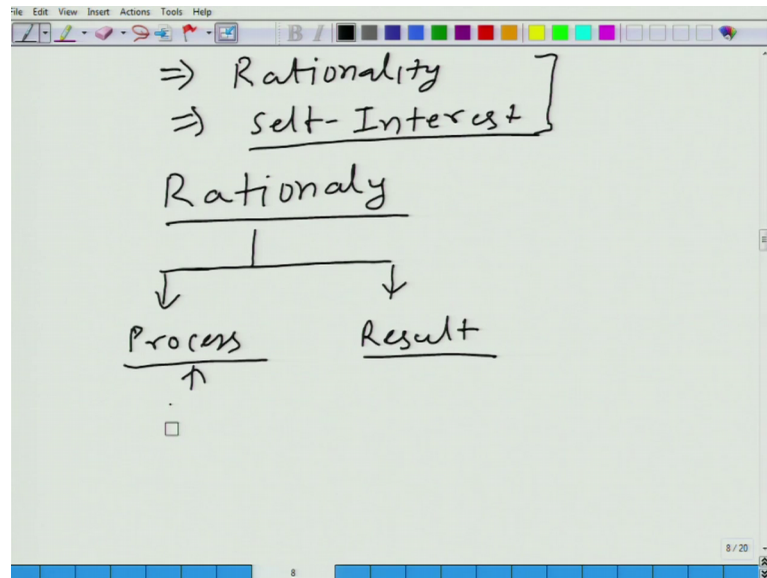 File Edit View Insert Actions Tools Help
B I
⇒ Rationality
⇒ Self-Interest
Rationaly
Process Result
8/20
8